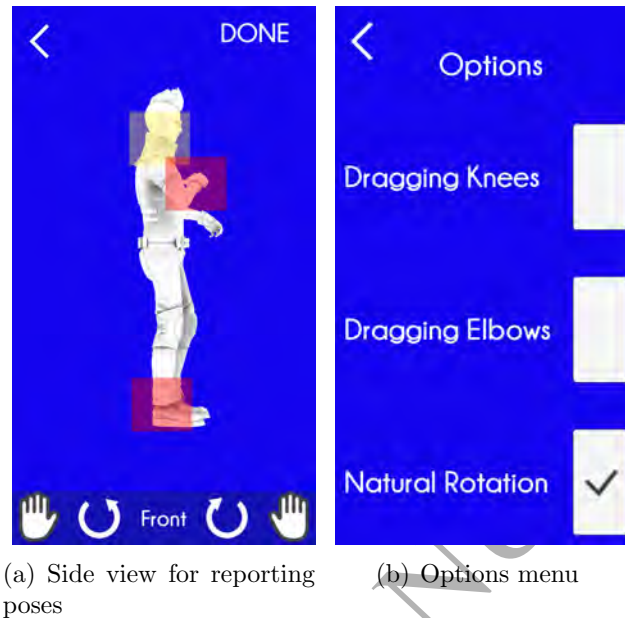 DONE
Front
(a) Side view for reporting
poses
Options
Dragging Knees
Dragging Elbows
Natural Rotation
(b) Options menu